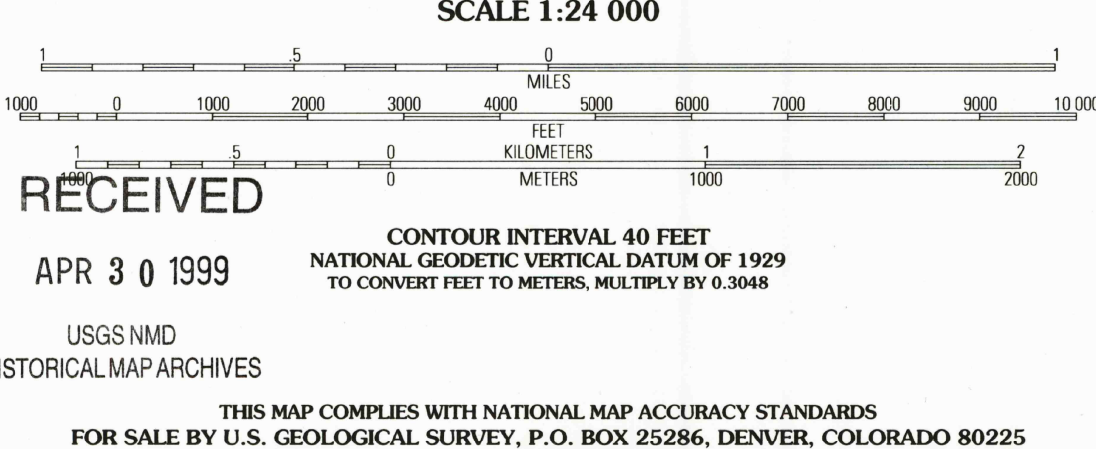 SCALE 1:24 000
1 .5 0 1
MILES
1000 0 1000 2000 3000 4000 5000 6000 7000 8000 9000 10 000
FEET
1 .5 0 KILOMETERS 1 2
1000 0 METERS 1000 2000
RECEIVED
CONTOUR INTERVAL 40 FEET
NATIONAL GEODETIC VERTICAL DATUM OF 1929
TO CONVERT FEET TO METERS, MULTIPLY BY 0.3048
APR 3 0 1999
USGS NMD
ISTORICAL MAP ARCHIVES
THIS MAP COMPLIES WITH NATIONAL MAP ACCURACY STANDARDS
FOR SALE BY U.S. GEOLOGICAL SURVEY, P.O. BOX 25286, DENVER, COLORADO 80225